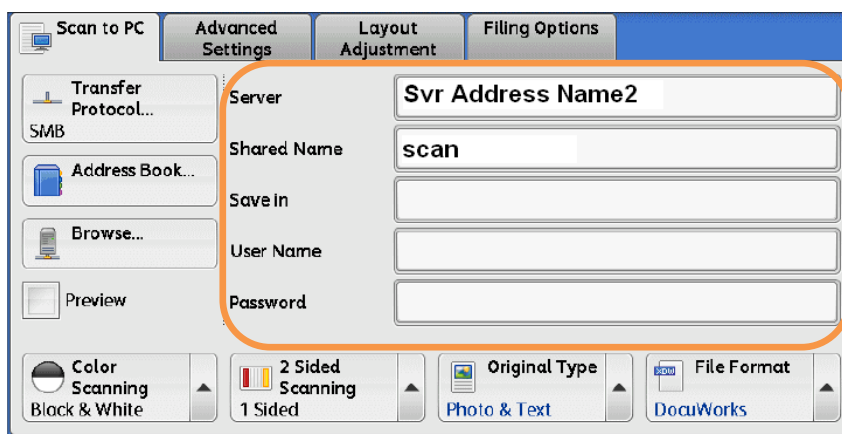 Scan to PC
Advanced
Settings
Layout
Adjustment
Filing Options
Transfer
Protocol...
SMB
Address Book...
Browse...
Preview
Server
Svr Address Name2
Shared Name
scan
Save in
User Name
Password
Color
Scanning
Black & White
2 Sided
Scanning
1 Sided
Original Type
Photo & Text
XDW
File Format
DocuWorks